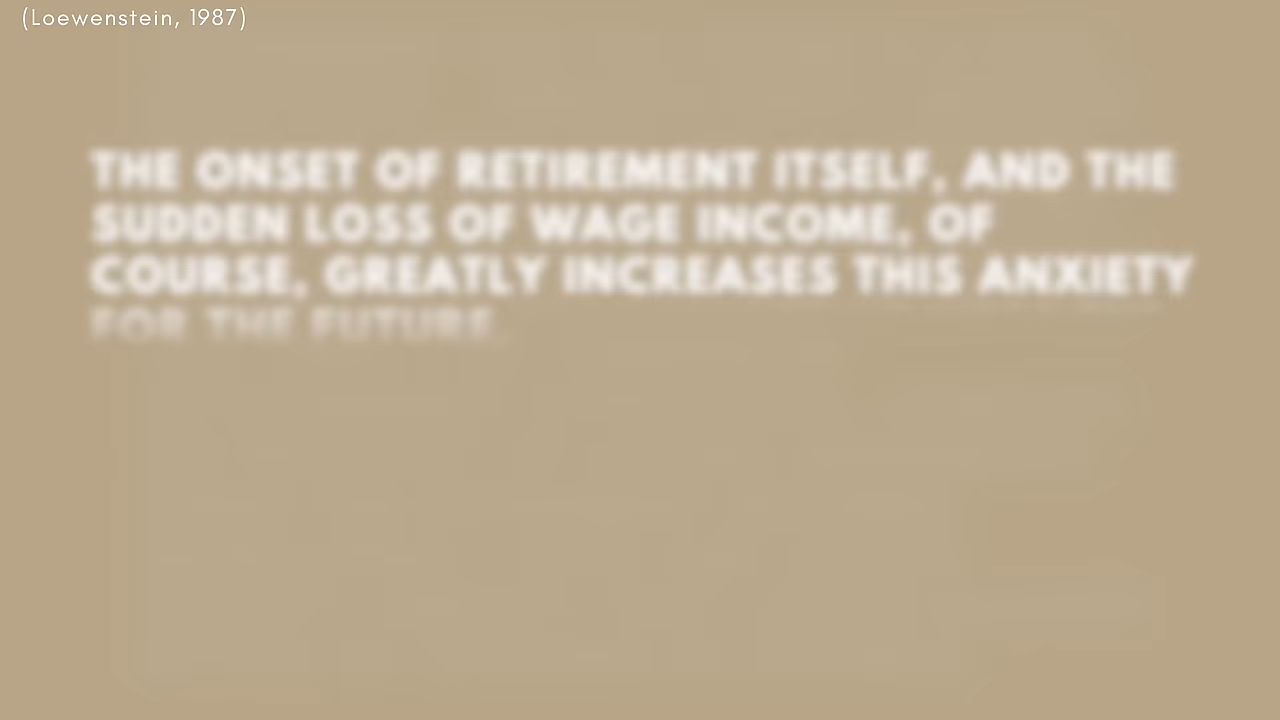 (Loewenstein, 1987)
THE ONSET OF RETIREMENT ITSELF, AND THE
SUDDEN LOSS OF WAGE INCOME, OF
COURSE, GREATLY INCREASES THIS ANXIETY
FOR THE FUTURE.